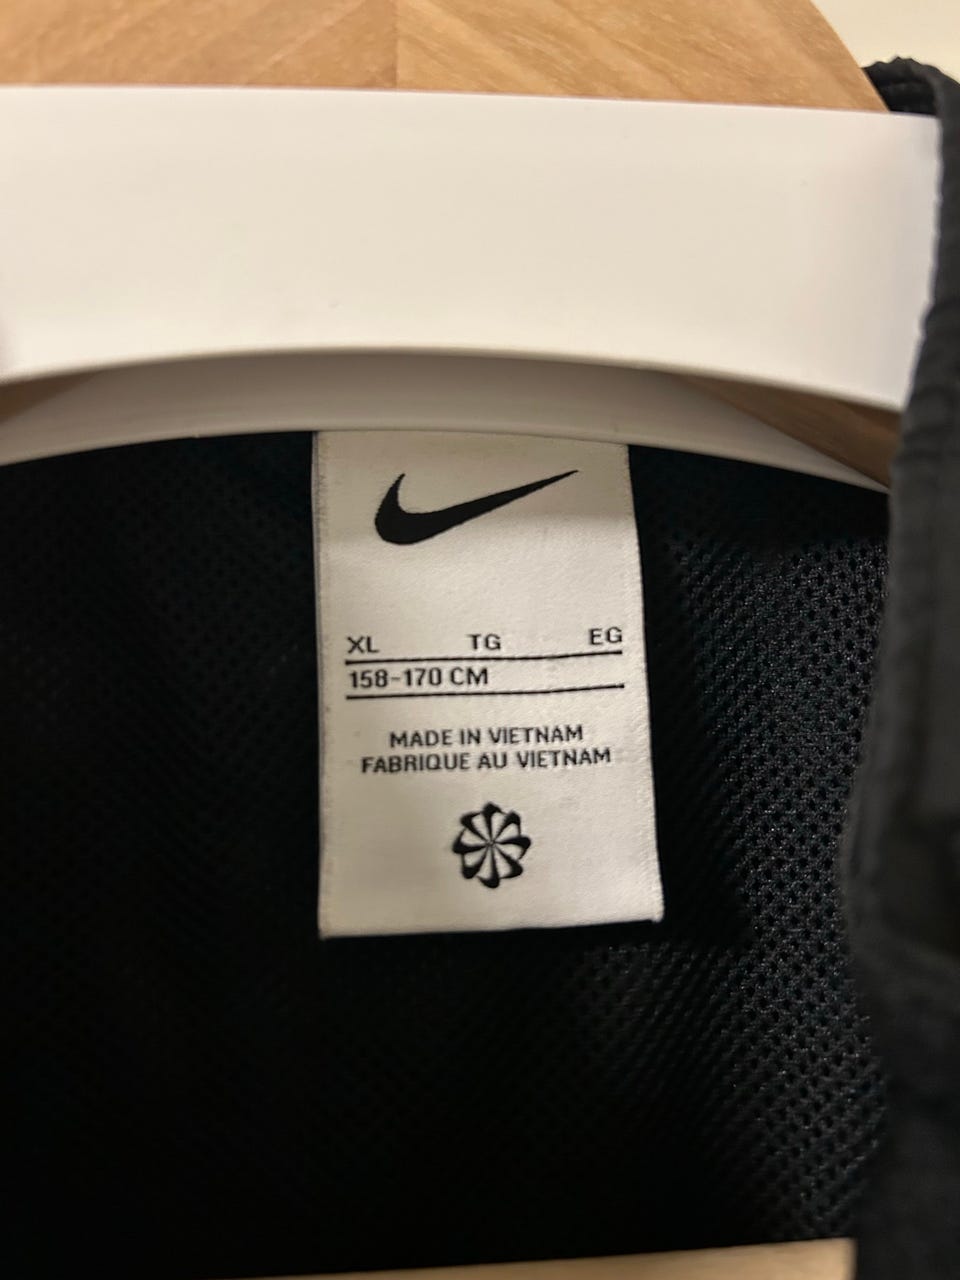 XL TG EG
158-170 CM
MADE IN VIETNAM
FABRIQUE AU VIETNAM